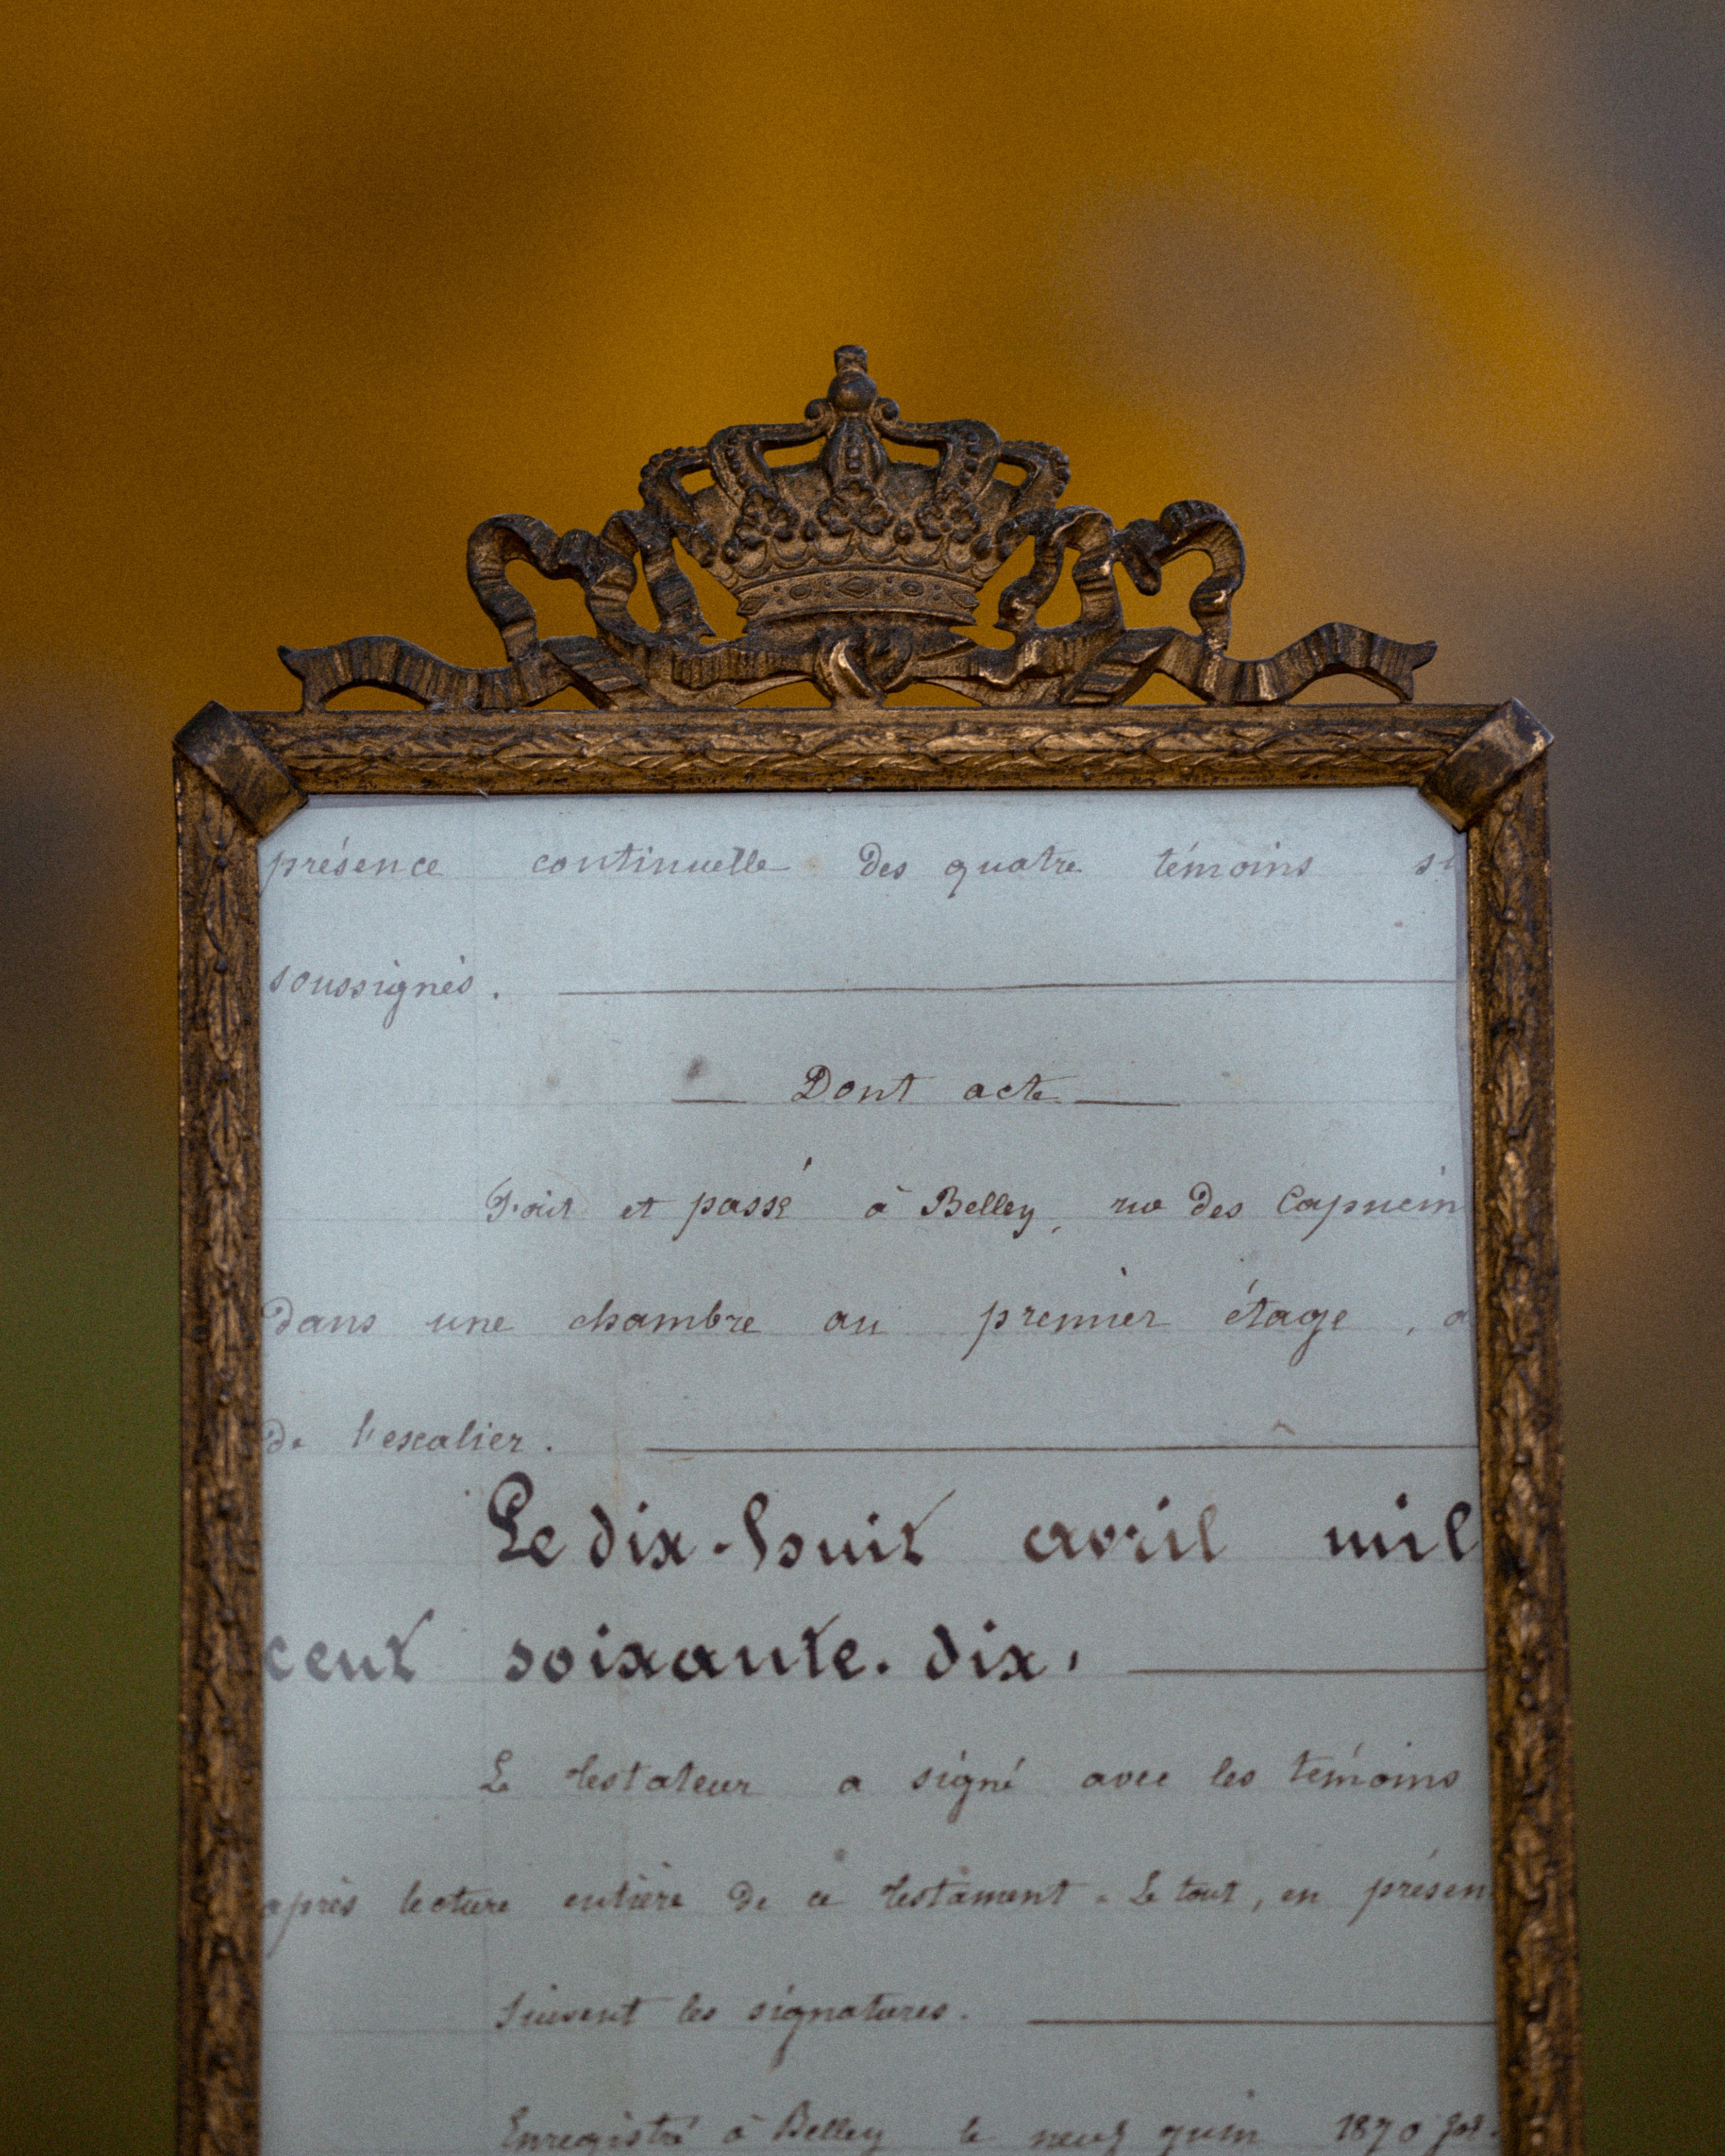 présence continuelle des quatre témoins s
soussignés.
Dont acte
Fait et passé à Belley, rue des Capucin
dans une chambre au premier étage, a
de l'escalier.
Le dix-huit avril mil
cent soixante-dix,
Le testateur a signé avec les témoins
après lecture entière de ce testament. Le tout, en présen
Suivent les signatures.
Enregistré à Belley le neuf juin 1870 fol.